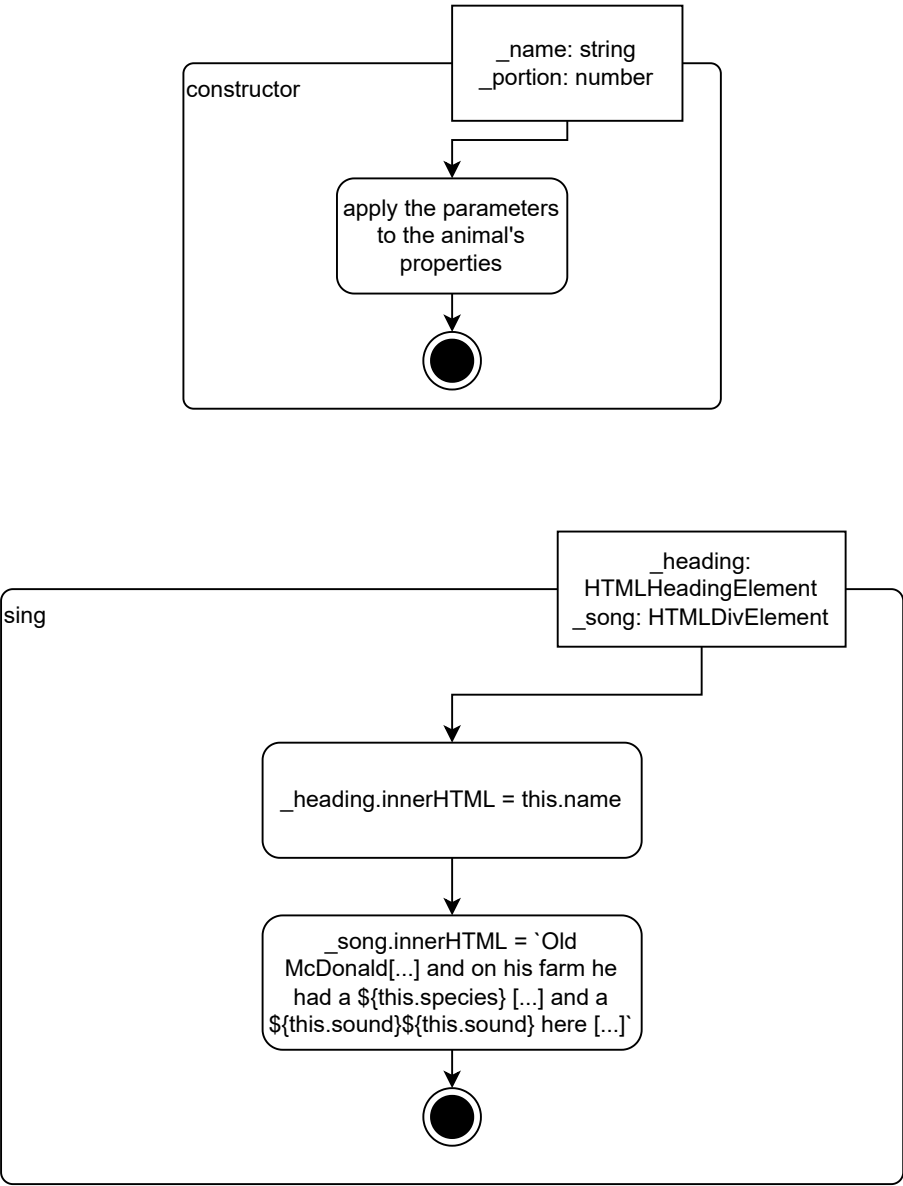 _name: string
_portion: number
constructor
apply the parameters
to the animal's
properties
_heading:
HTMLHeadingElement
_song: HTMLDivElement
sing
_heading.innerHTML = this.name
_song.innerHTML = `Old
McDonald[...] and on his farm he
had a ${this.species} [...] and a
${this.sound}${this.sound} here [...]`